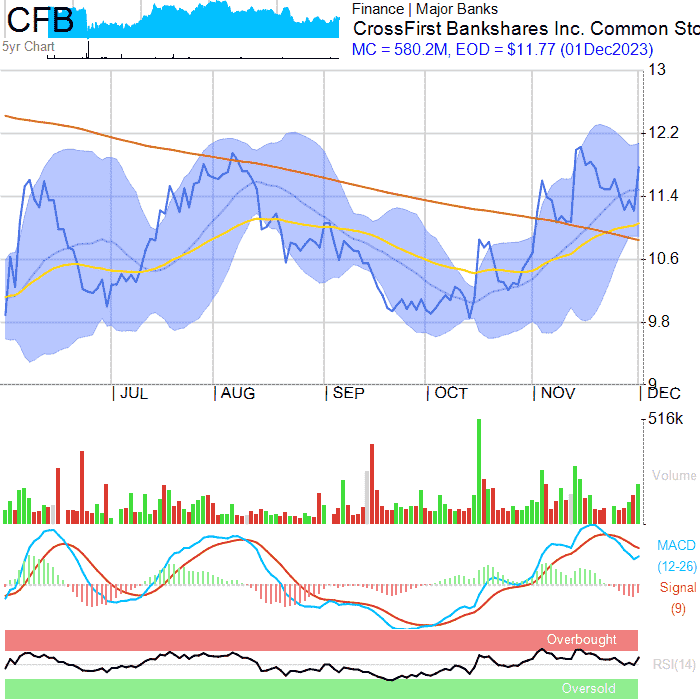 CFB
Finance | Major Banks
CrossFirst Bankshares Inc. Common Sto
5yr Chart
MC = 580.2M, EOD = $11.77 (01Dec2023)
13
12.2
11.4
10.6
9.8
9
JUL AUG SEP OCT NOV DEC
516k
Volume
MACD
(12-26)
Signal
(9)
Overbought
RSI(14)
Oversold